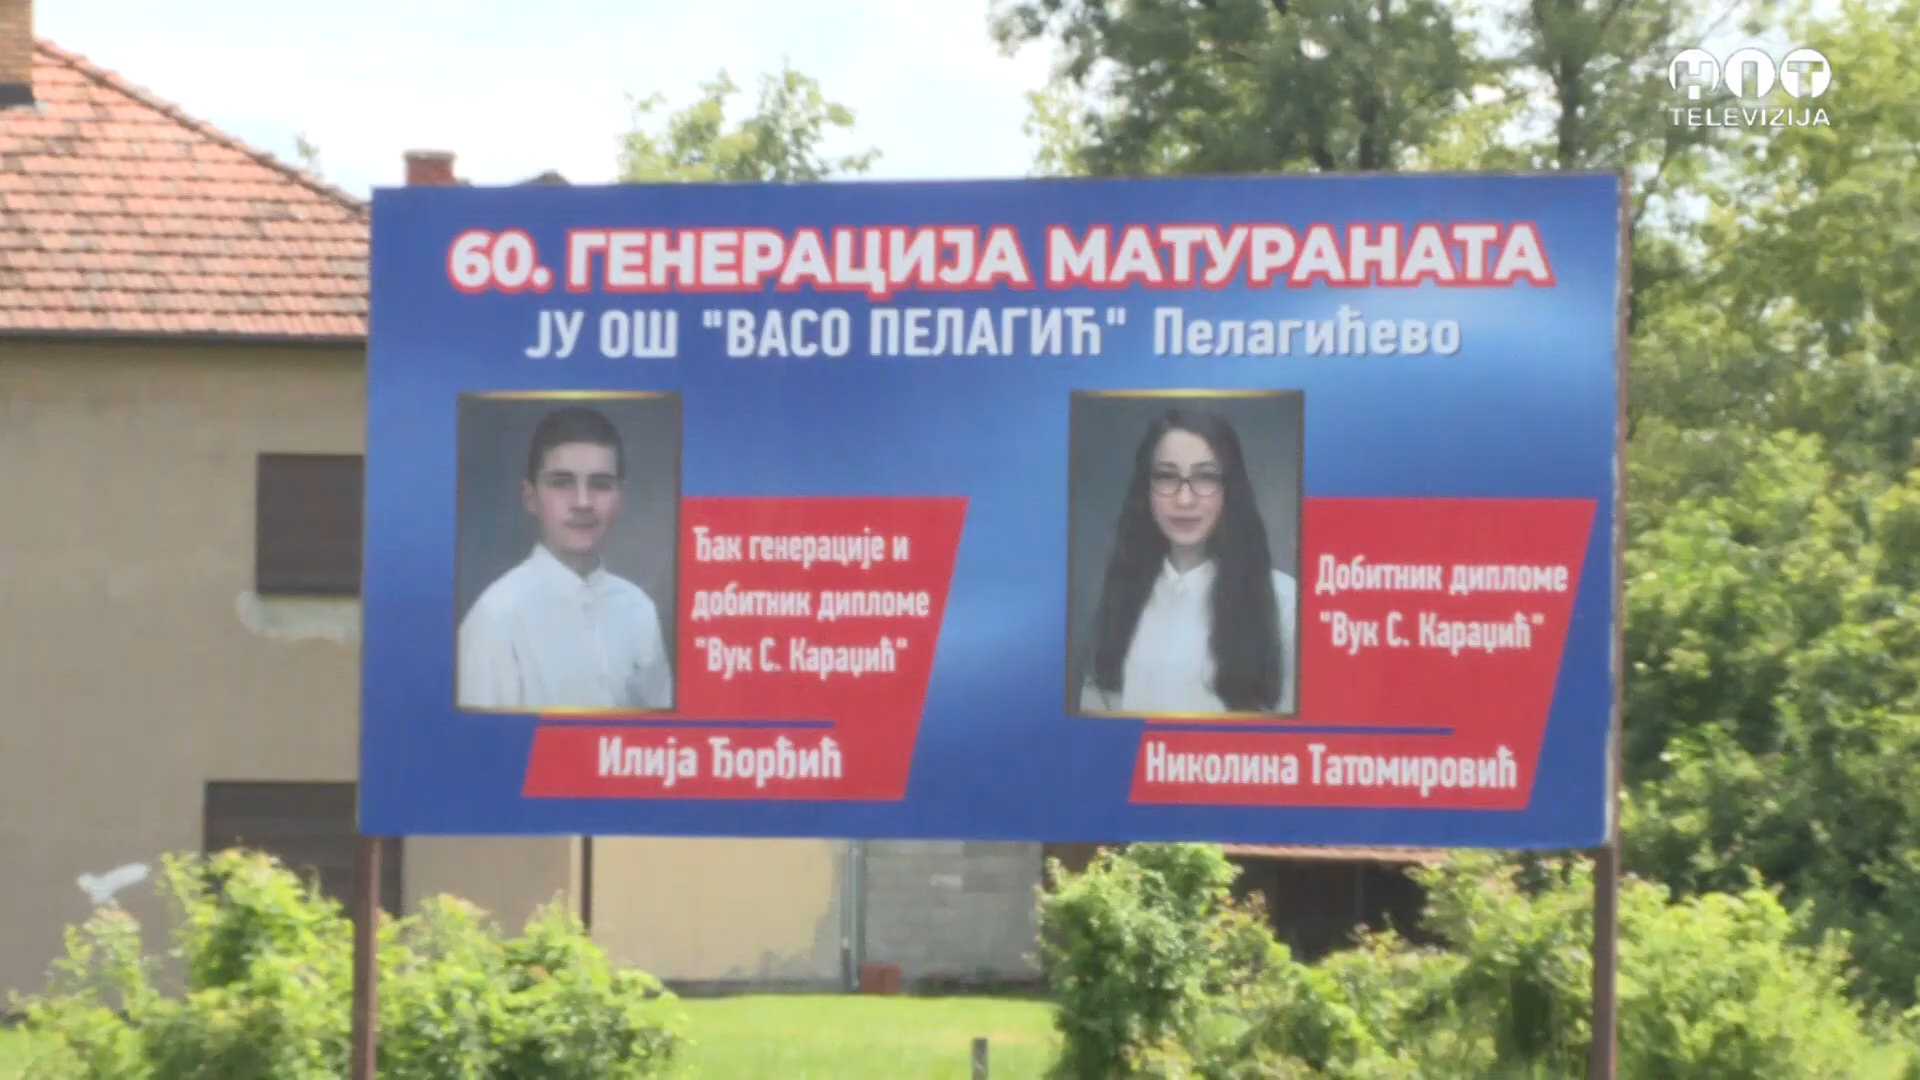 HIT
TELEVIZIJA
60. ГЕНЕРАЦИЈА МАТУРАНАТА
ЈУ ОШ "ВАСО ПЕЛАГИЋ" Пелагићево
Ђак генерације и
добитник дипломе
"Вук С. Караџић"
Илија Ђорђић
Добитник дипломе
"Вук С. Караџић"
Николина Татомировић